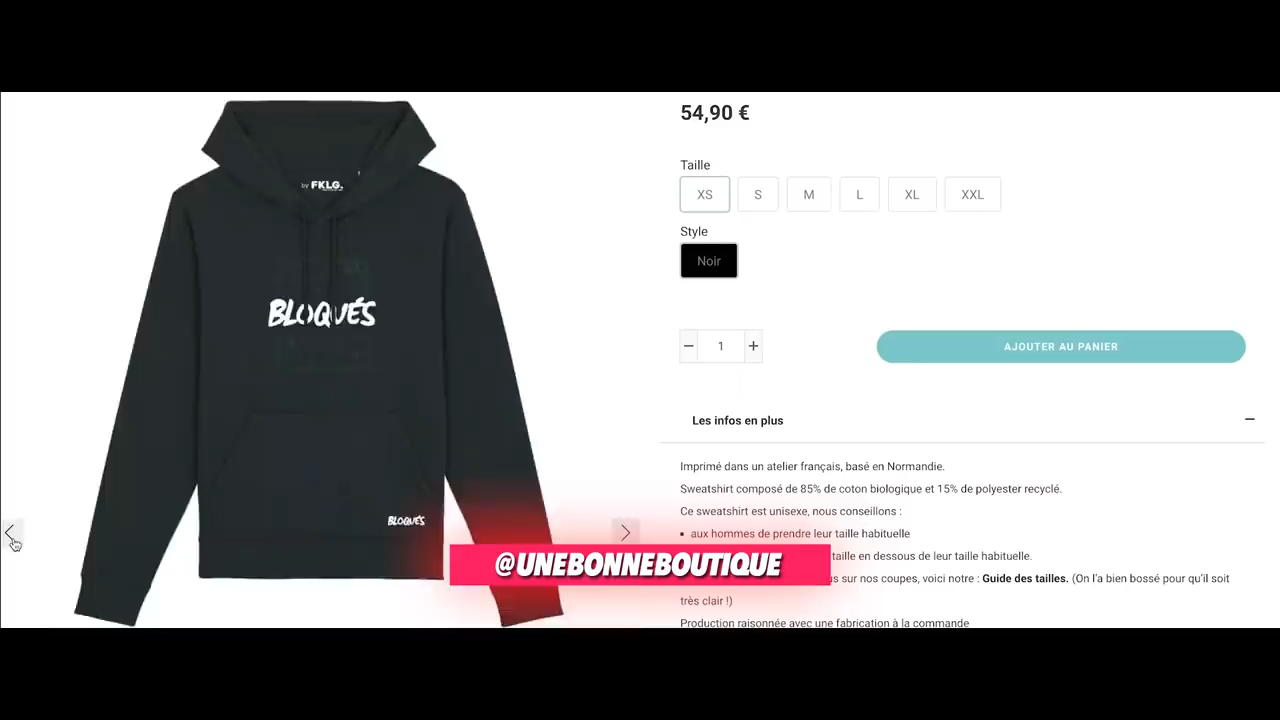 by FKLG.
BLOQUÉS
BLOQUÉS
54,90 €
Taille
XS S M L XL XXL
Style
Noir
− 1 +
AJOUTER AU PANIER
Les infos en plus −
Imprimé dans un atelier français, basé en Normandie.
Sweatshirt composé de 85% de coton biologique et 15% de polyester recyclé.
Ce sweatshirt est unisexe, nous conseillons :
▪ aux hommes de prendre leur taille habituelle
taille en dessous de leur taille habituelle.
us sur nos coupes, voici notre : Guide des tailles. (On l'a bien bossé pour qu'il soit
très clair !)
Production raisonnée avec une fabrication à la commande
@UNEBONNEBOUTIQUE